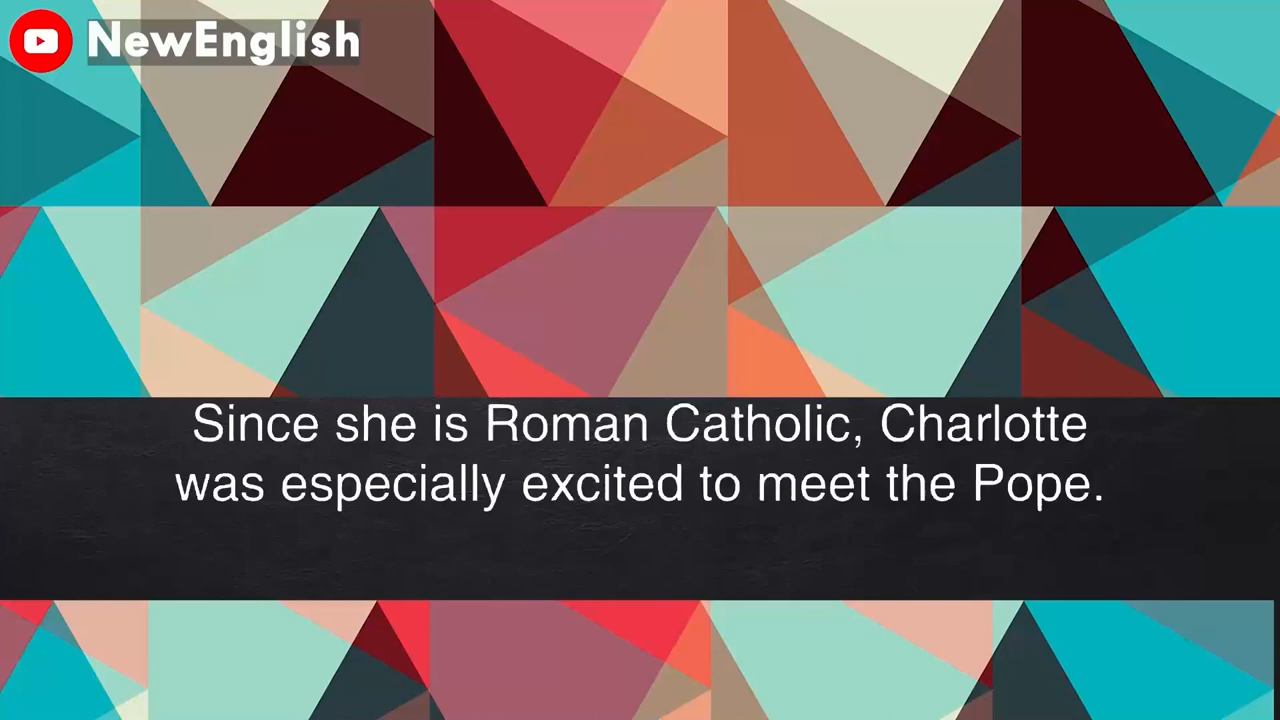 NewEnglish
Since she is Roman Catholic, Charlotte
was especially excited to meet the Pope.